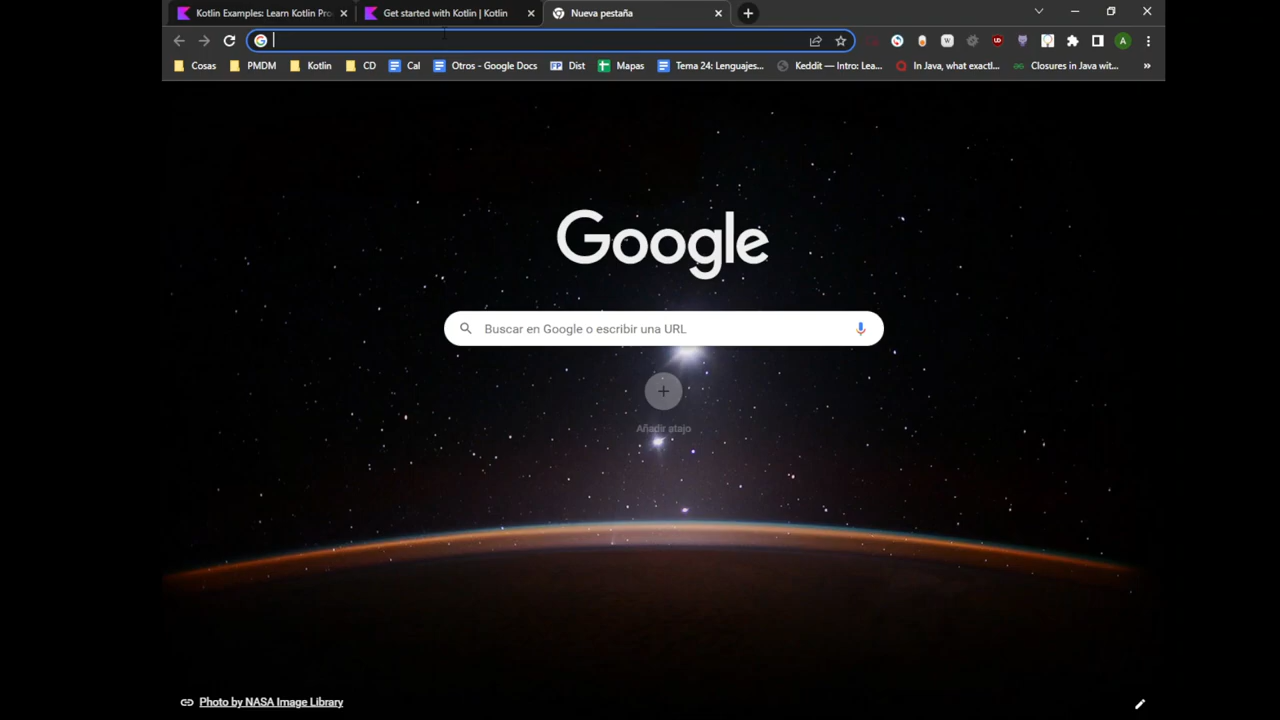 Kotlin Examples: Learn Kotlin Pro
Get started with Kotlin | Kotlin
Nueva pestaña
A
Cosas
PMDM
Kotlin
CD
Cal
Otros - Google Docs
FP Dist
Mapas
Tema 24: Lenguajes...
Keddit — Intro: Lea...
In Java, what exactl...
Closures in Java wit...
»
Google
Buscar en Google o escribir una URL
Añadir atajo
Photo by NASA Image Library